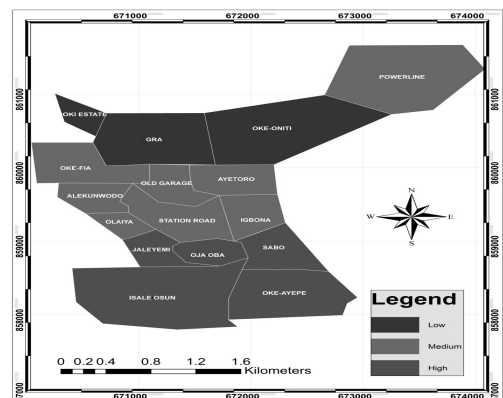 671000 672000 673000 674000
POWERLINE
861000 861000
OKI ESTATE
OKE-ONITI
GRA
860000 860000
OKE-FIA
AYETORO
OLD GARAGE
ALEKUNWODO
STATION ROAD
IGBONA
OLAIYA
N
W E
S
859000 859000
JALEYEMI
SABO
OJA OBA
ISALE OSUN
OKE-AYEPE
858000 858000
Legend
Low
Medium
High
0 0.2 0.4 0.8 1.2 1.6
Kilometers
671000 672000 673000 674000